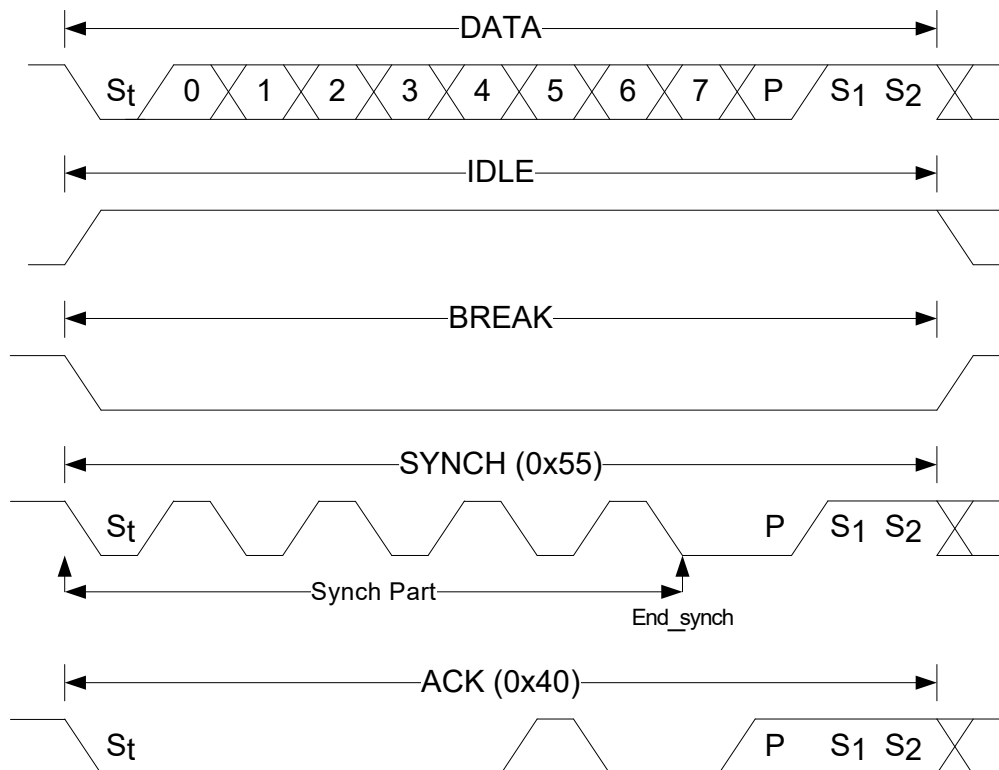 DATA
St 0 1 2 3 4 5 6 7 P S1 S2
IDLE
BREAK
SYNCH (0x55)
St P S1 S2
Synch Part
End_synch
ACK (0x40)
St P S1 S2